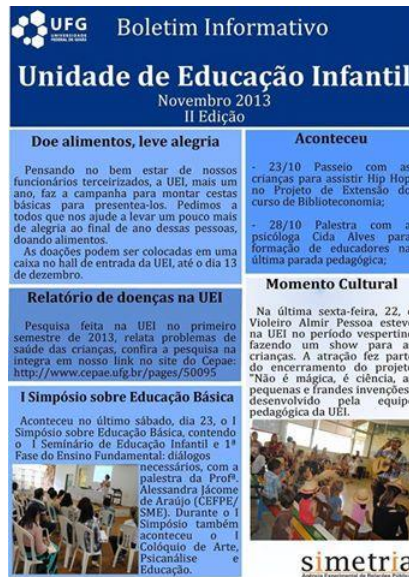 UFG
UNIVERSIDADE
FEDERAL DE GOIÁS
Boletim Informativo
Unidade de Educação Infantil
Novembro 2013
II Edição
Doe alimentos, leve alegria
Pensando no bem estar de nossos
funcionários terceirizados, a UEI, mais um
ano, faz a campanha para montar cestas
básicas para presentea-los. Pedimos a
todos que nos ajude a levar um pouco mais
de alegria ao final de ano dessas pessoas,
doando alimentos.
As doações podem ser colocadas em uma
caixa no hall de entrada da UEI, até o dia 13
de dezembro.
Relatório de doenças na UEI
Pesquisa feita na UEI no primeiro
semestre de 2013, relata problemas de
saúde das crianças, confira a pesquisa na
integra em nosso link no site do Cepae:
http://www.cepae.ufg.br/pages/50095
I Simpósio sobre Educação Básica
Aconteceu no último sábado, dia 23, o I
Simpósio sobre Educação Básica, contendo
o I Seminário de Educação Infantil e 1ª
Fase do Ensino Fundamental: diálogos
necessários, com a
palestra da Profª.
Alessandra Jácome
de Araújo (CEFPE/
SME). Durante o I
Simpósio também
aconteceu o I
Colóquio de Arte,
Psicanálise e
Educação.
Aconteceu
- 23/10 Passeio com as
crianças para assistir Hip Hop
no Projeto de Extensão do
curso de Biblioteconomia;
- 28/10 Palestra com a
psicóloga Cida Alves para
formação de educadores na
última parada pedagógica;
Momento Cultural
Na última sexta-feira, 22, o
Violeiro Almir Pessoa esteve
na UEI no período vespertino
fazendo um show para as
crianças. A atração fez parte
do encerramento do projeto
"Não é mágica, é ciência, as
pequenas e frandes invenções"
desenvolvido pela equipe
pedagógica da UEI.
simetria
Agência Experimental de Relações Públicas